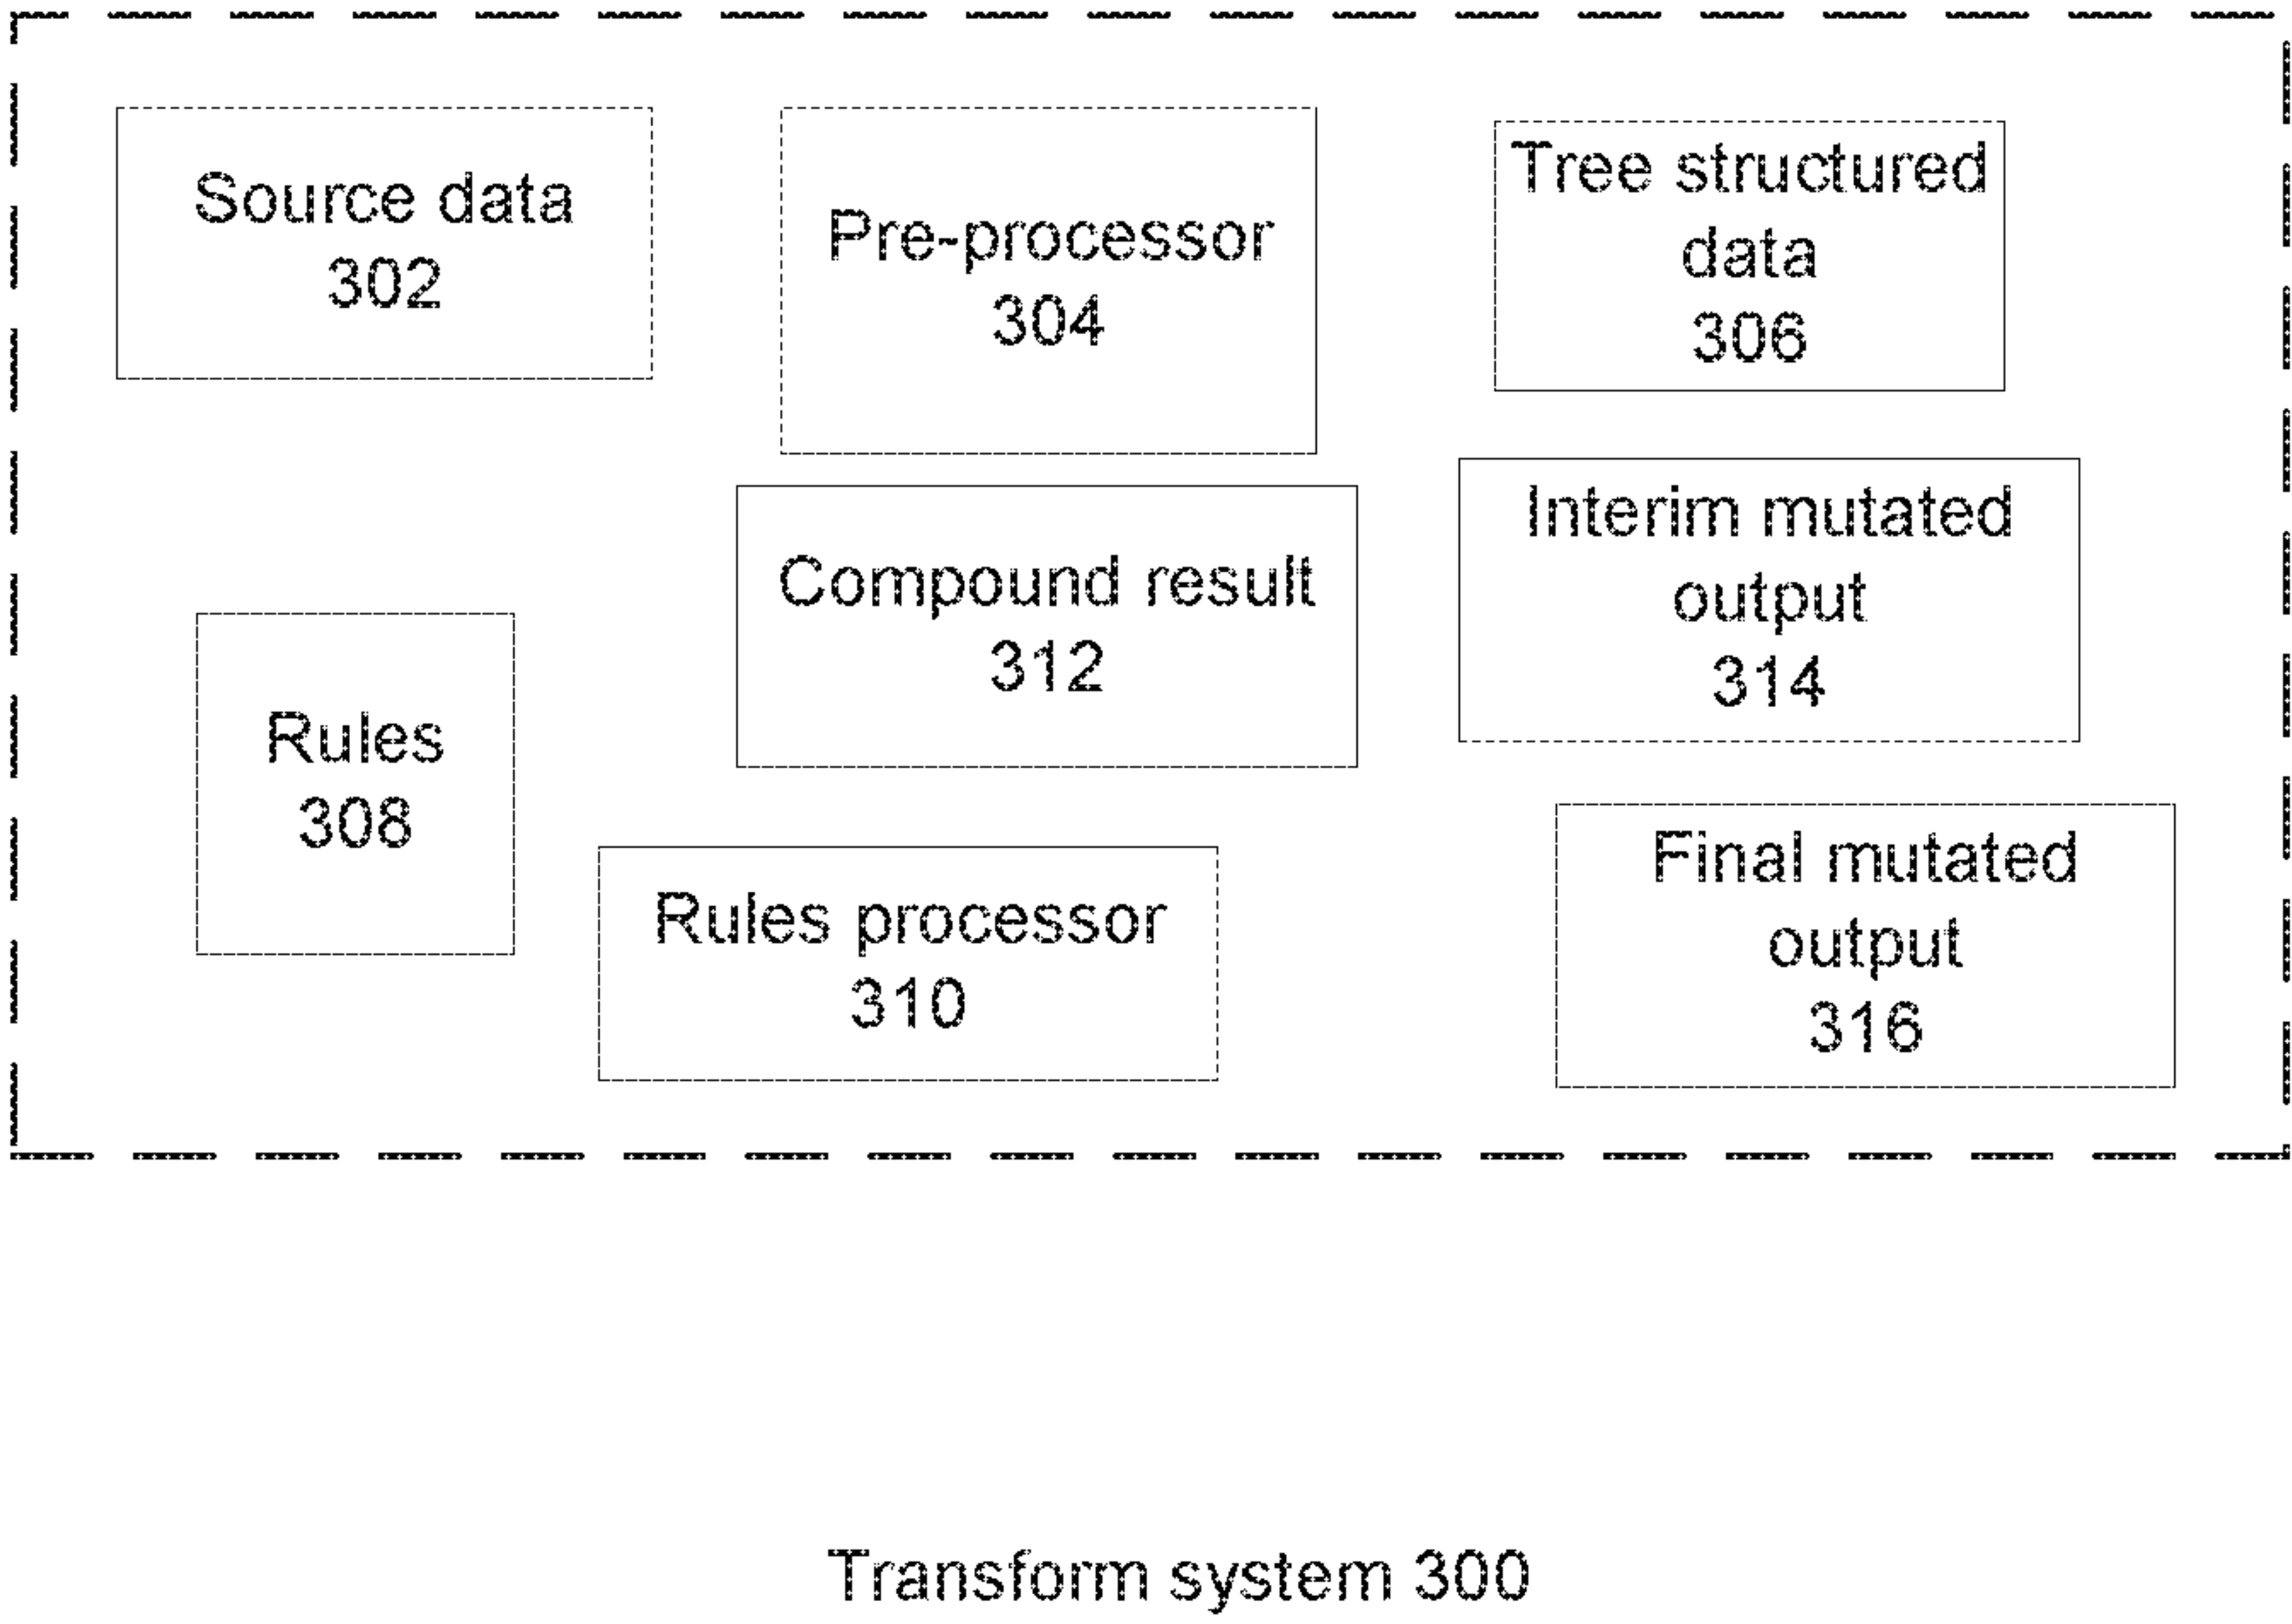 Source data
302
Pre-processor
304
Tree structured
data
306
Compound result
312
Interim mutated
output
314
Rules
308
Rules processor
310
Final mutated
output
316
Transform system 300